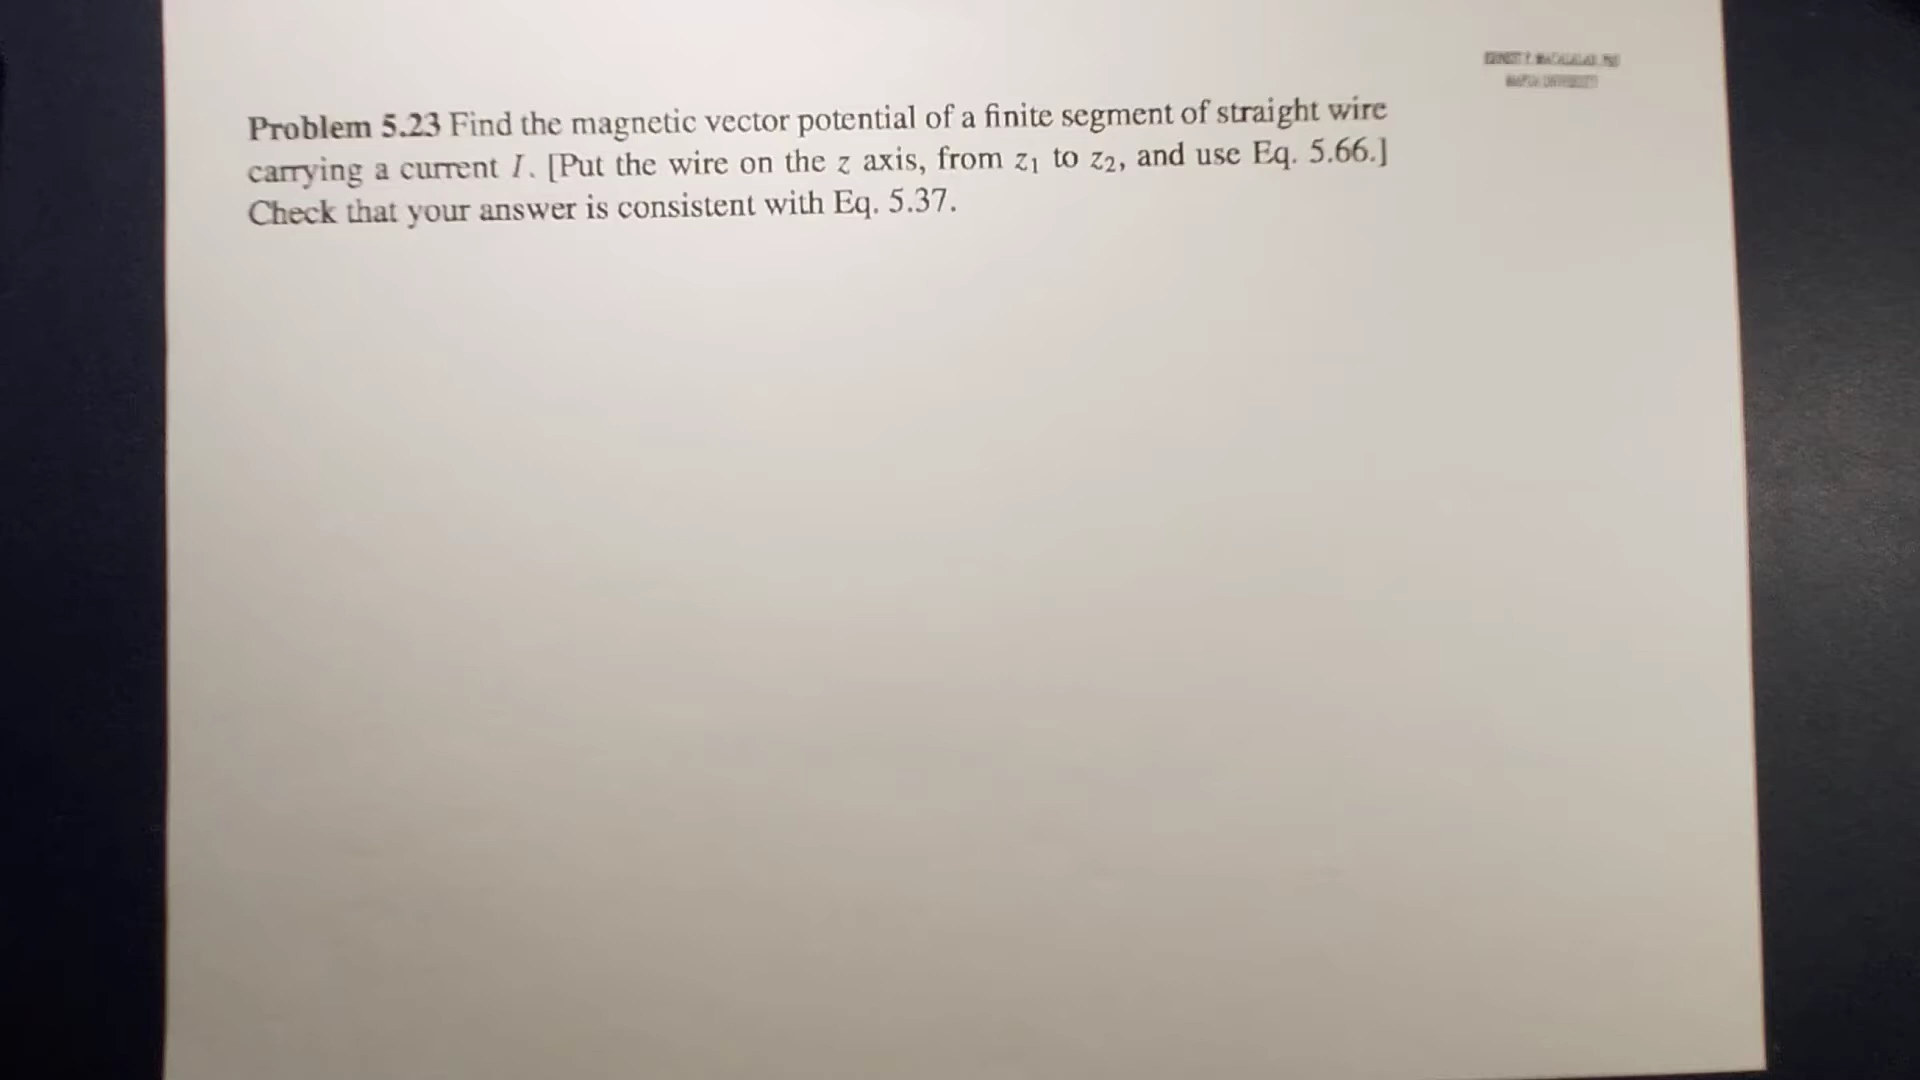 Problem 5.23 Find the magnetic vector potential of a finite segment of straight wire
carrying a current I. [Put the wire on the z axis, from z₁ to z₂, and use Eq. 5.66.]
Check that your answer is consistent with Eq. 5.37.